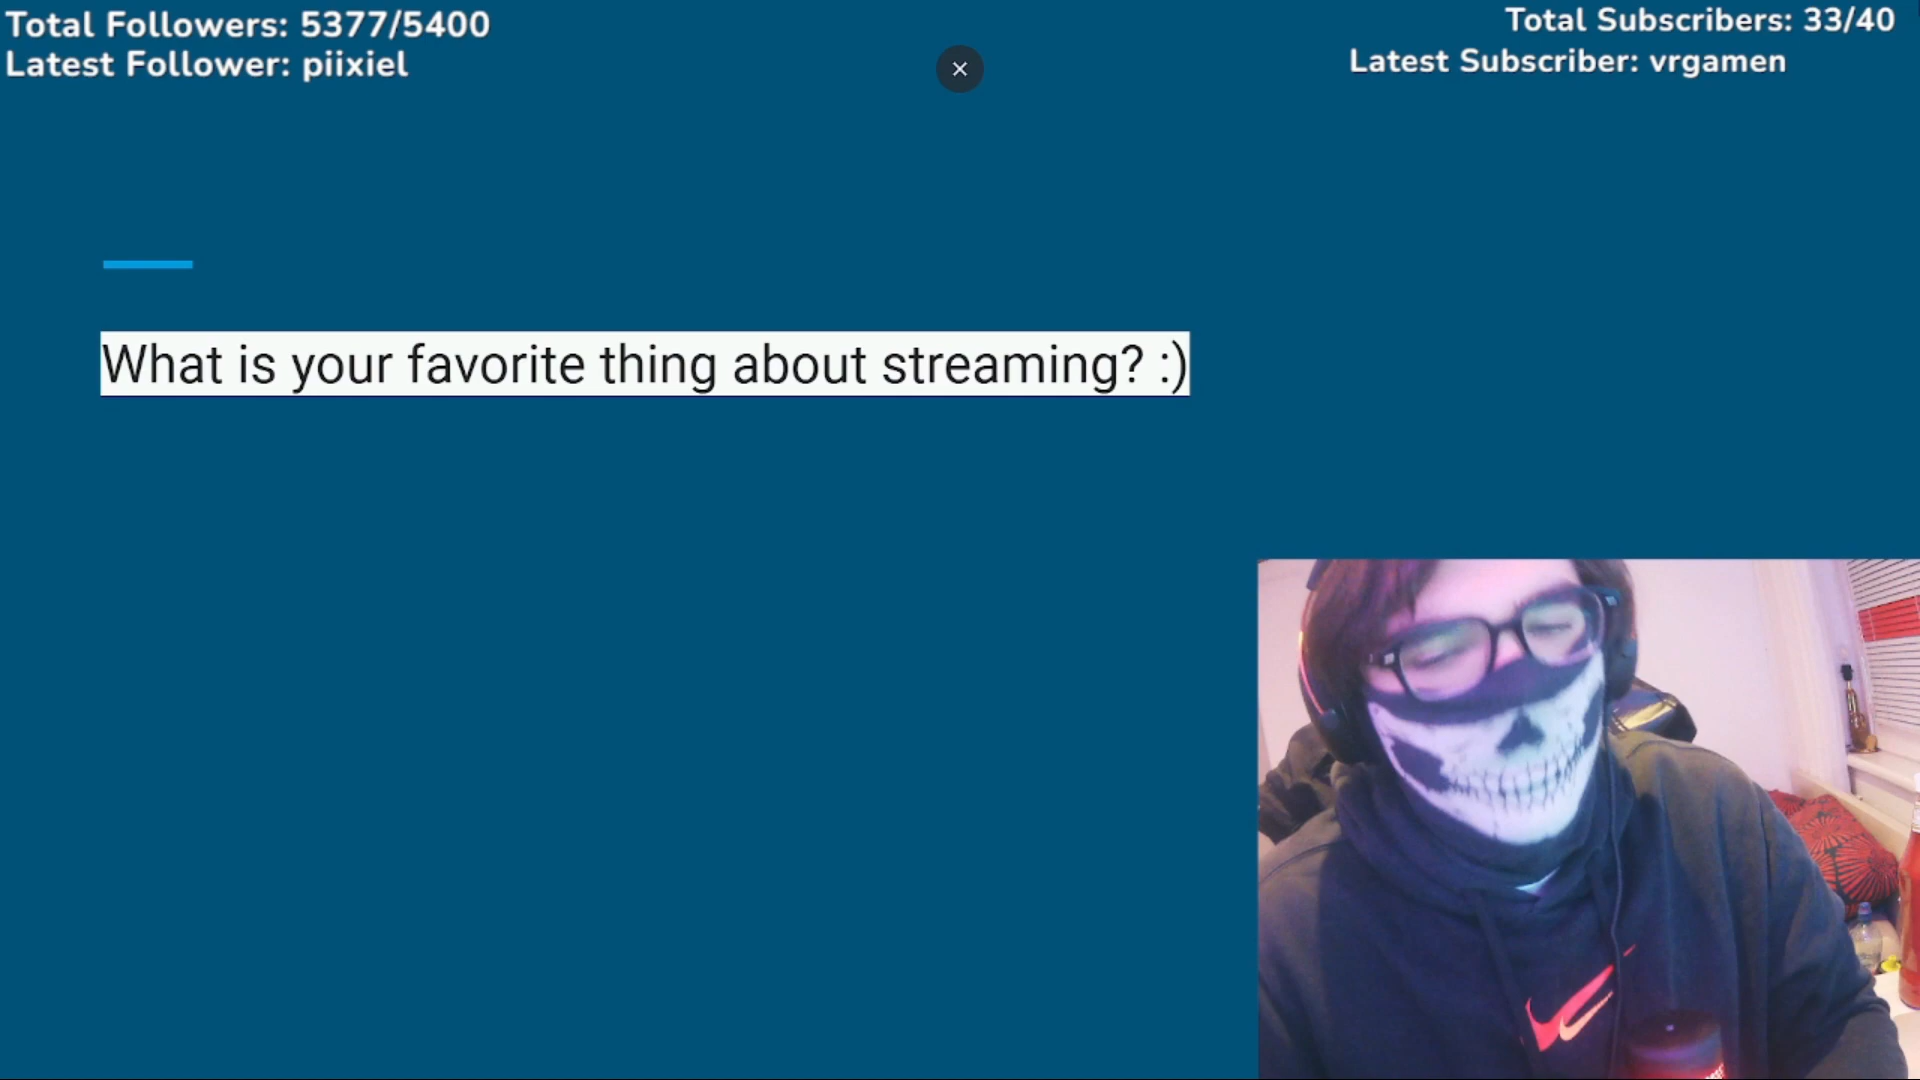 Total Followers: 5377/5400
Latest Follower: piixiel
Total Subscribers: 33/40
Latest Subscriber: vrgamen
What is your favorite thing about streaming? :)